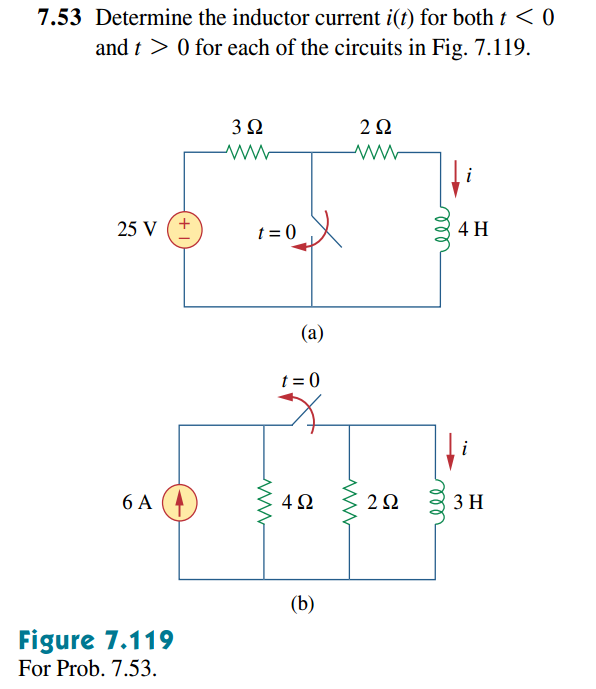 7.53 Determine the inductor current i(t) for both t < 0
and t > 0 for each of the circuits in Fig. 7.119.
3 Ω 2 Ω
i
25 V + − t = 0 4 H
(a)
t = 0
i
6 A 4 Ω 2 Ω 3 H
(b)
Figure 7.119
For Prob. 7.53.